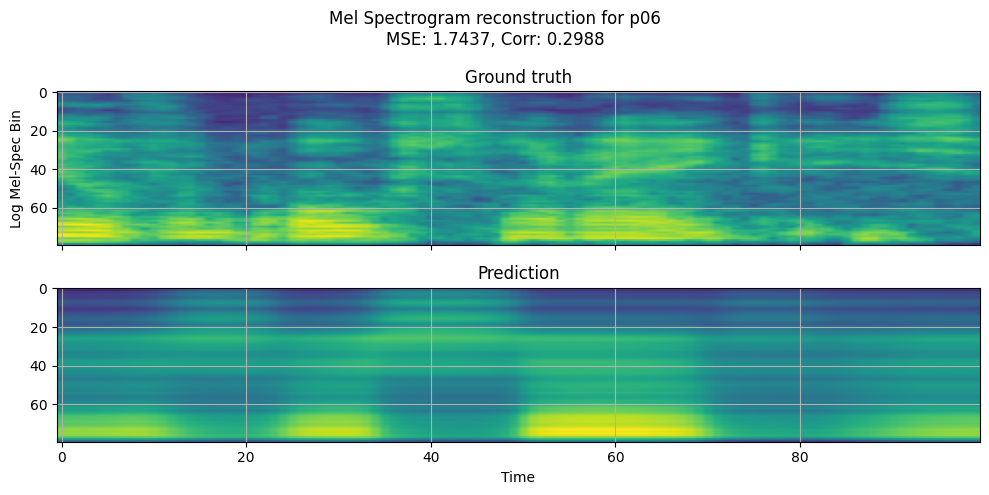 Mel Spectrogram reconstruction for p06
MSE: 1.7437, Corr: 0.2988
Ground truth
Log Mel-Spec Bin
0
20
40
60
Prediction
0
20
40
60
0 20 40 60 80
Time